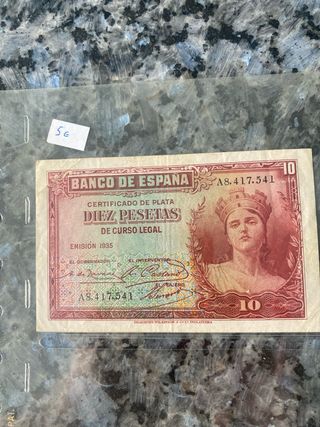 5€
BANCO DE ESPAÑA
10
A8.417.541
CERTIFICADO DE PLATA
DIEZ PESETAS
DE CURSO LEGAL
EMISIÓN 1935
EL GOBERNADOR
EL INTERVENTOR
EL CAJERO
A8.417.541
10